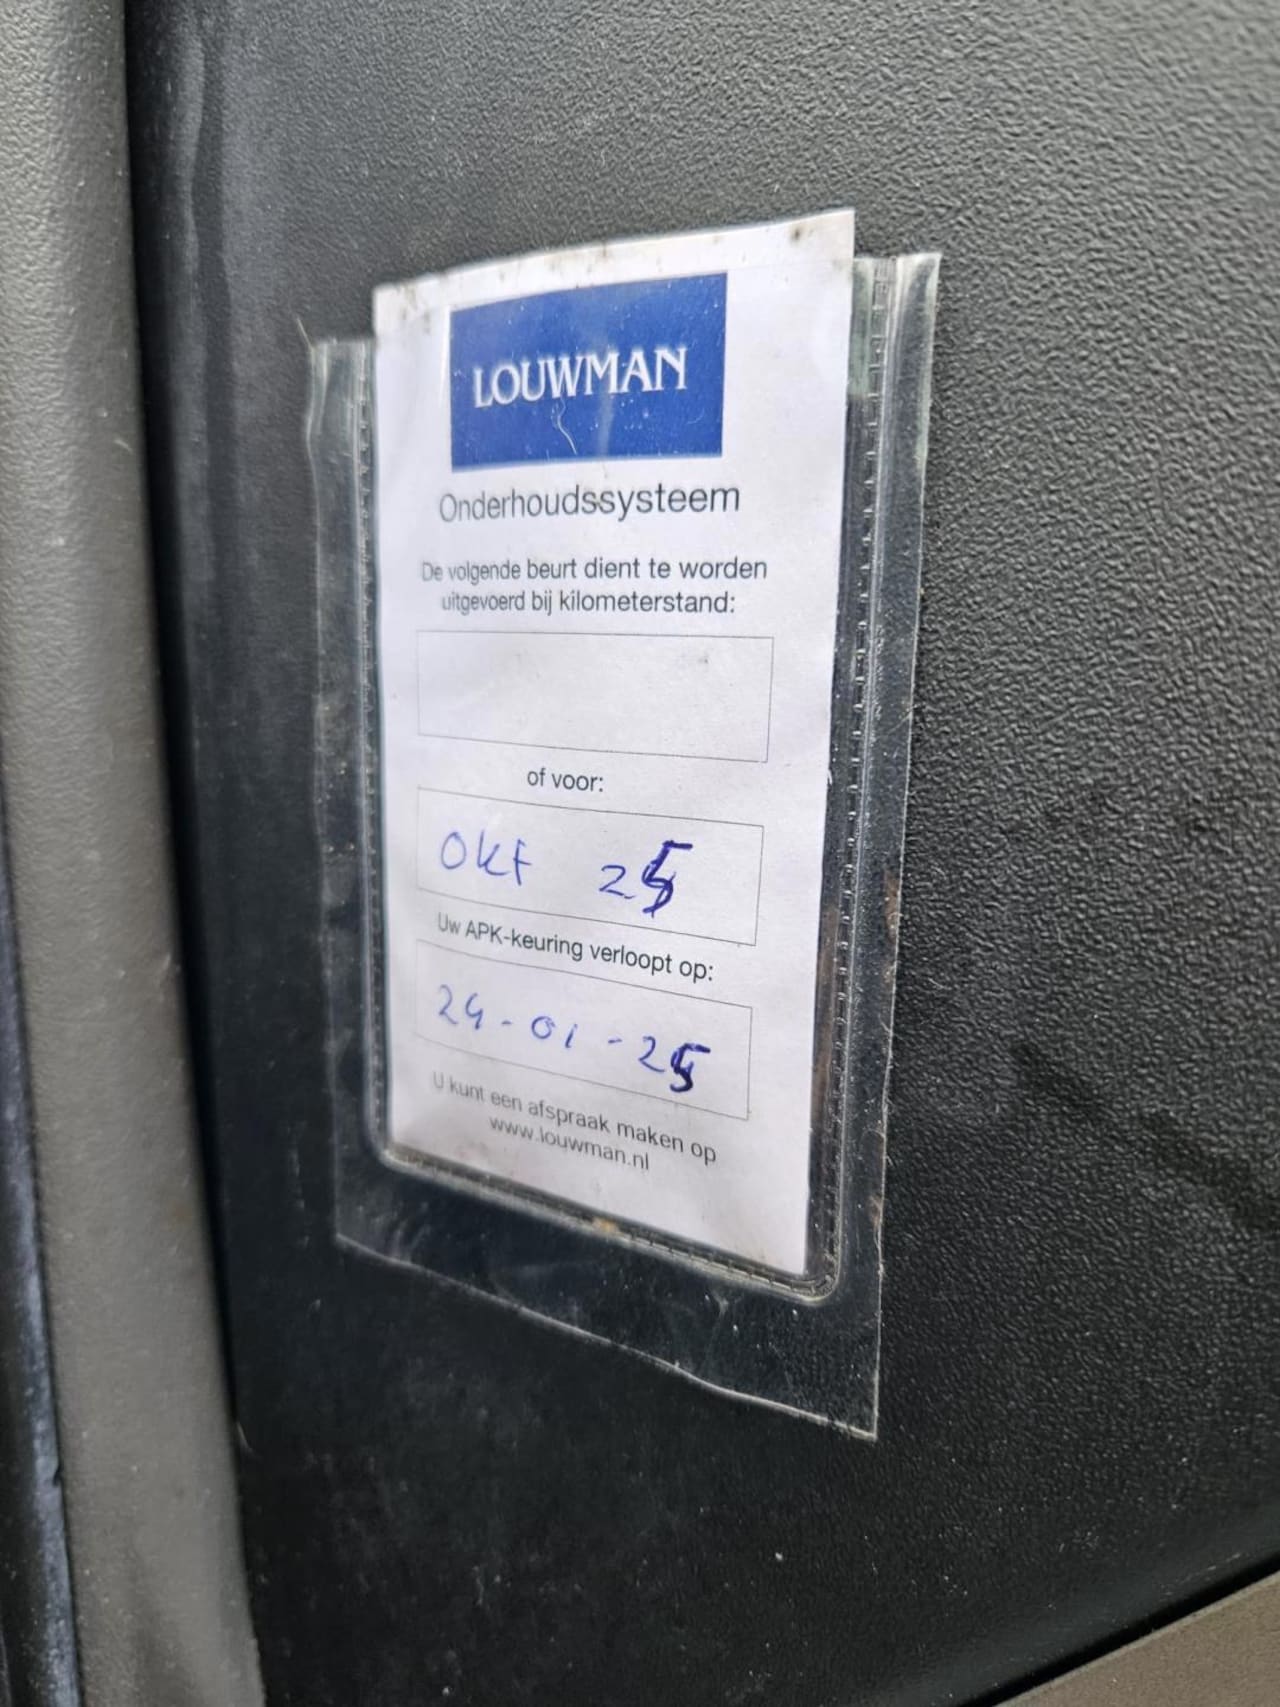 LOUWMAN
Onderhoudssysteem
De volgende beurt dient te worden
uitgevoerd bij kilometerstand:
of voor:
Okt 25
Uw APK-keuring verloopt op:
24-01-25
U kunt een afspraak maken op
www.louwman.nl